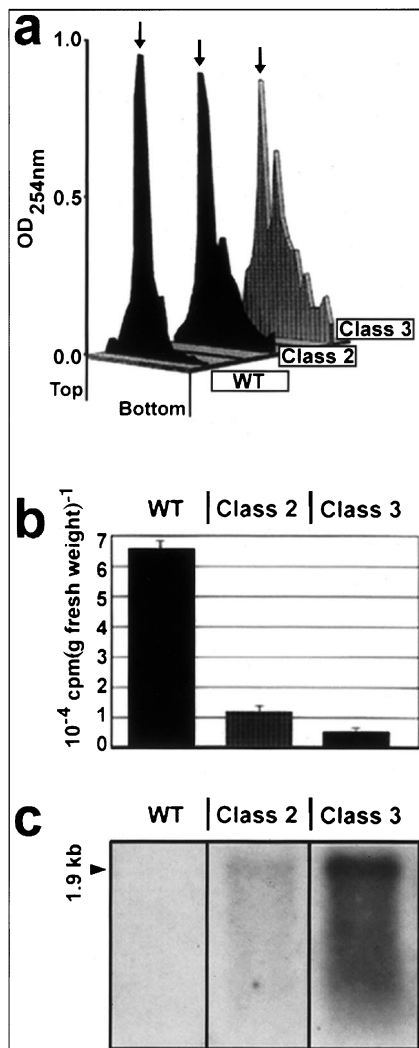 a
1.0
0.5
0.0
OD254nm
Top
Bottom
WT
Class 2
Class 3
b
WT | Class 2 | Class 3
10-4 cpm(g fresh weight)-1
7
6
5
4
3
2
1
0
c
WT | Class 2 | Class 3
1.9 kb